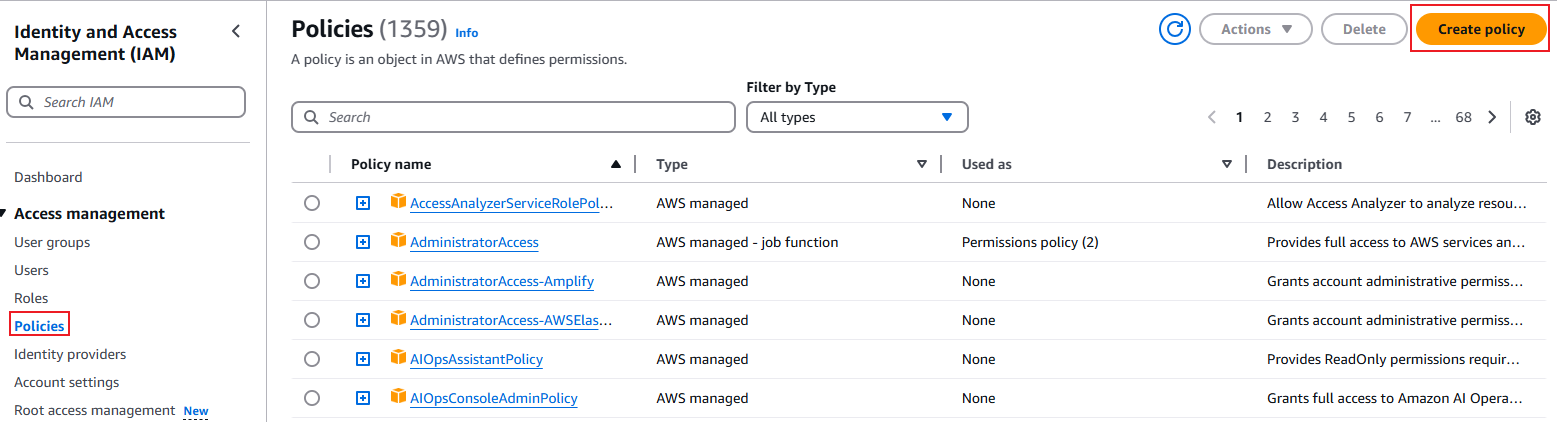 Identity and Access
Management (IAM)
Search IAM
Dashboard
Access management
User groups
Users
Roles
Policies
Identity providers
Account settings
Root access management New
Policies (1359) Info
A policy is an object in AWS that defines permissions.
Actions
Delete
Create policy
Filter by Type
Search
All types
1 2 3 4 5 6 7 ... 68
Policy name Type Used as Description
AccessAnalyzerServiceRolePol... AWS managed None Allow Access Analyzer to analyze resou...
AdministratorAccess AWS managed - job function Permissions policy (2) Provides full access to AWS services an...
AdministratorAccess-Amplify AWS managed None Grants account administrative permiss...
AdministratorAccess-AWSElas... AWS managed None Grants account administrative permiss...
AIOpsAssistantPolicy AWS managed None Provides ReadOnly permissions requir...
AIOpsConsoleAdminPolicy AWS managed None Grants full access to Amazon AI Opera...